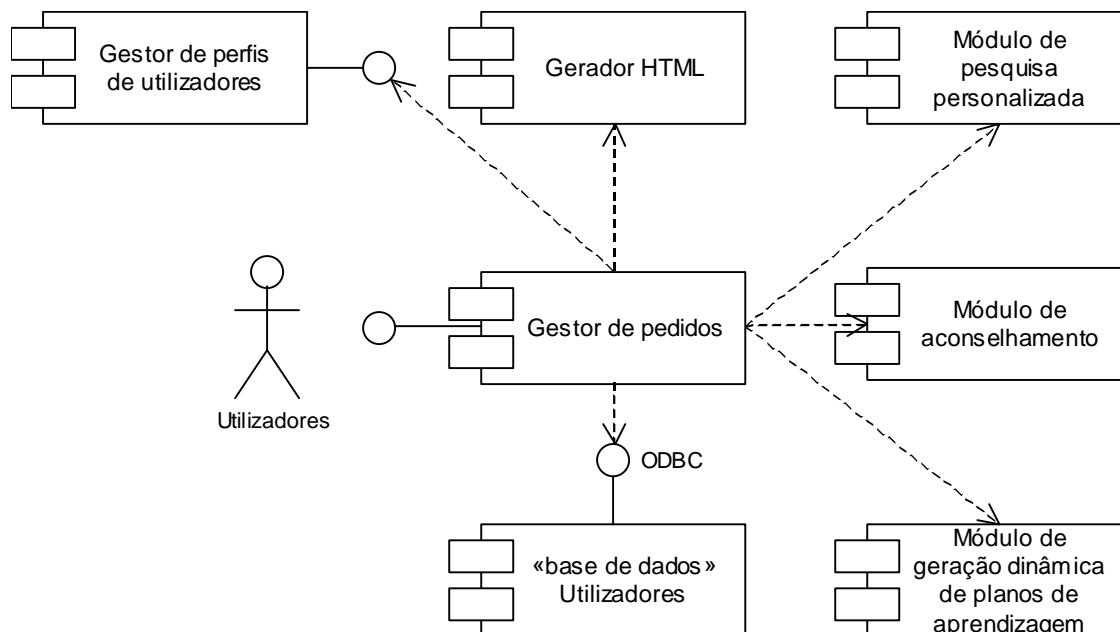 Gestor de perfis
de utilizadores
Gerador HTML
Módulo de
pesquisa
personalizada
Gestor de pedidos
Módulo de
aconselhamento
Utilizadores
ODBC
«base de dados»
Utilizadores
Módulo de
geração dinâmica
de planos de
aprendizagem